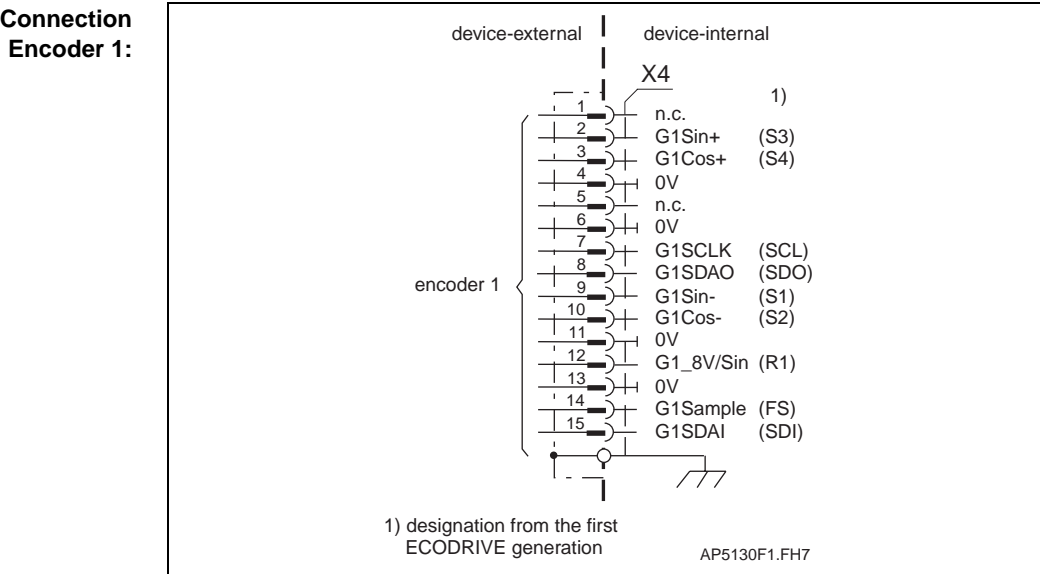 Connection
Encoder 1:
device-external device-internal
X4
1)
1 n.c.
2 G1Sin+ (S3)
3 G1Cos+ (S4)
4 0V
5 n.c.
6 0V
7 G1SCLK (SCL)
8 G1SDAO (SDO)
encoder 1
9 G1Sin- (S1)
10 G1Cos- (S2)
11 0V
12 G1_8V/Sin (R1)
13 0V
14 G1Sample (FS)
15 G1SDAI (SDI)
1) designation from the first
ECODRIVE generation
AP5130F1.FH7